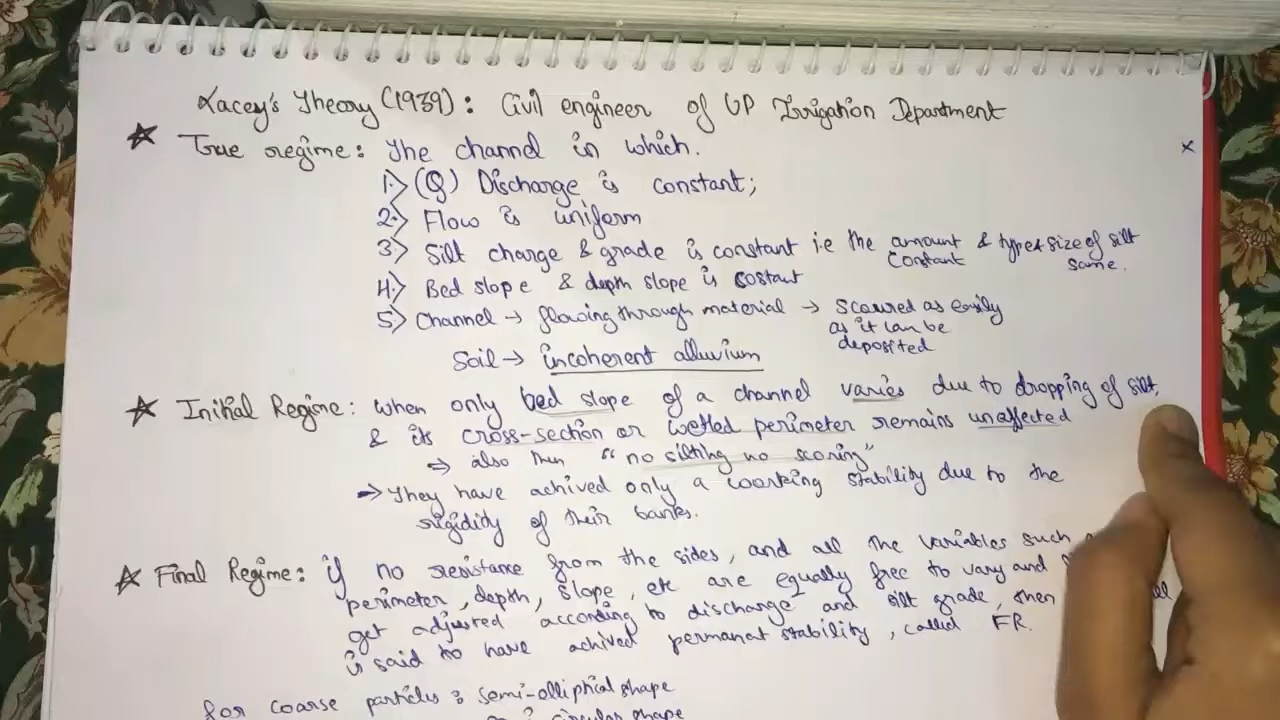 Lacey's Theory (1939): Civil engineer of UP Irrigation Department
True regime: The channel in which.
1.> (Q) Discharge is constant;
2.> Flow is uniform
3> Silt charge & grade is constant i.e the amount & type & size of silt
constant same.
4.> Bed slope & depth slope is costant
5> Channel → flowing through material → scoured as easily
as it can be
deposited
Soil → incoherent alluvium
Initial Regime: when only bed slope of a channel varies due to dropping of silt,
& its cross-section or wetted perimeter remains unaffected
⇒ also then "no silting no scoring"
→ They have achived only a working stability due to the
rigidity of their banks.
Final Regime: if no resistance from the sides, and all the variables such
perimeter, depth, slope, etc are equally free to vary and
get adjusted according to discharge and silt grade, then
is said to have achived permanat stability, called FR.
for coarse particles: semi-elliptical shape
: circular shape